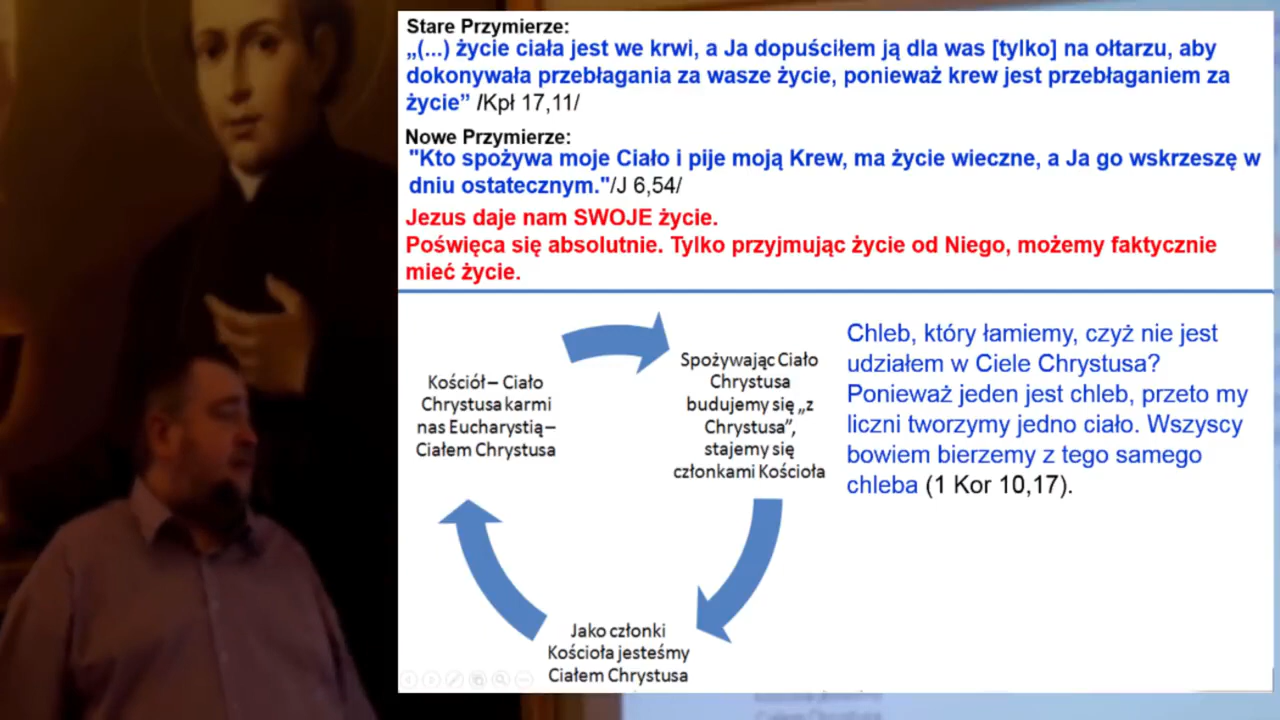 Stare Przymierze:
„(...) życie ciała jest we krwi, a Ja dopuściłem ją dla was [tylko] na ołtarzu, aby
dokonywała przebłagania za wasze życie, ponieważ krew jest przebłaganiem za
życie” /Kpł 17,11/
Nowe Przymierze:
"Kto spożywa moje Ciało i pije moją Krew, ma życie wieczne, a Ja go wskrzeszę w
dniu ostatecznym."/J 6,54/
Jezus daje nam SWOJE życie.
Poświęca się absolutnie. Tylko przyjmując życie od Niego, możemy faktycznie
mieć życie.
Kościół – Ciało
Chrystusa karmi
nas Eucharystią –
Ciałem Chrystusa
Spożywając Ciało
Chrystusa
budujemy się „z
Chrystusa”,
stajemy się
członkami Kościoła
Jako członki
Kościoła jesteśmy
Ciałem Chrystusa
Chleb, który łamiemy, czyż nie jest
udziałem w Ciele Chrystusa?
Ponieważ jeden jest chleb, przeto my
liczni tworzymy jedno ciało. Wszyscy
bowiem bierzemy z tego samego
chleba (1 Kor 10,17).